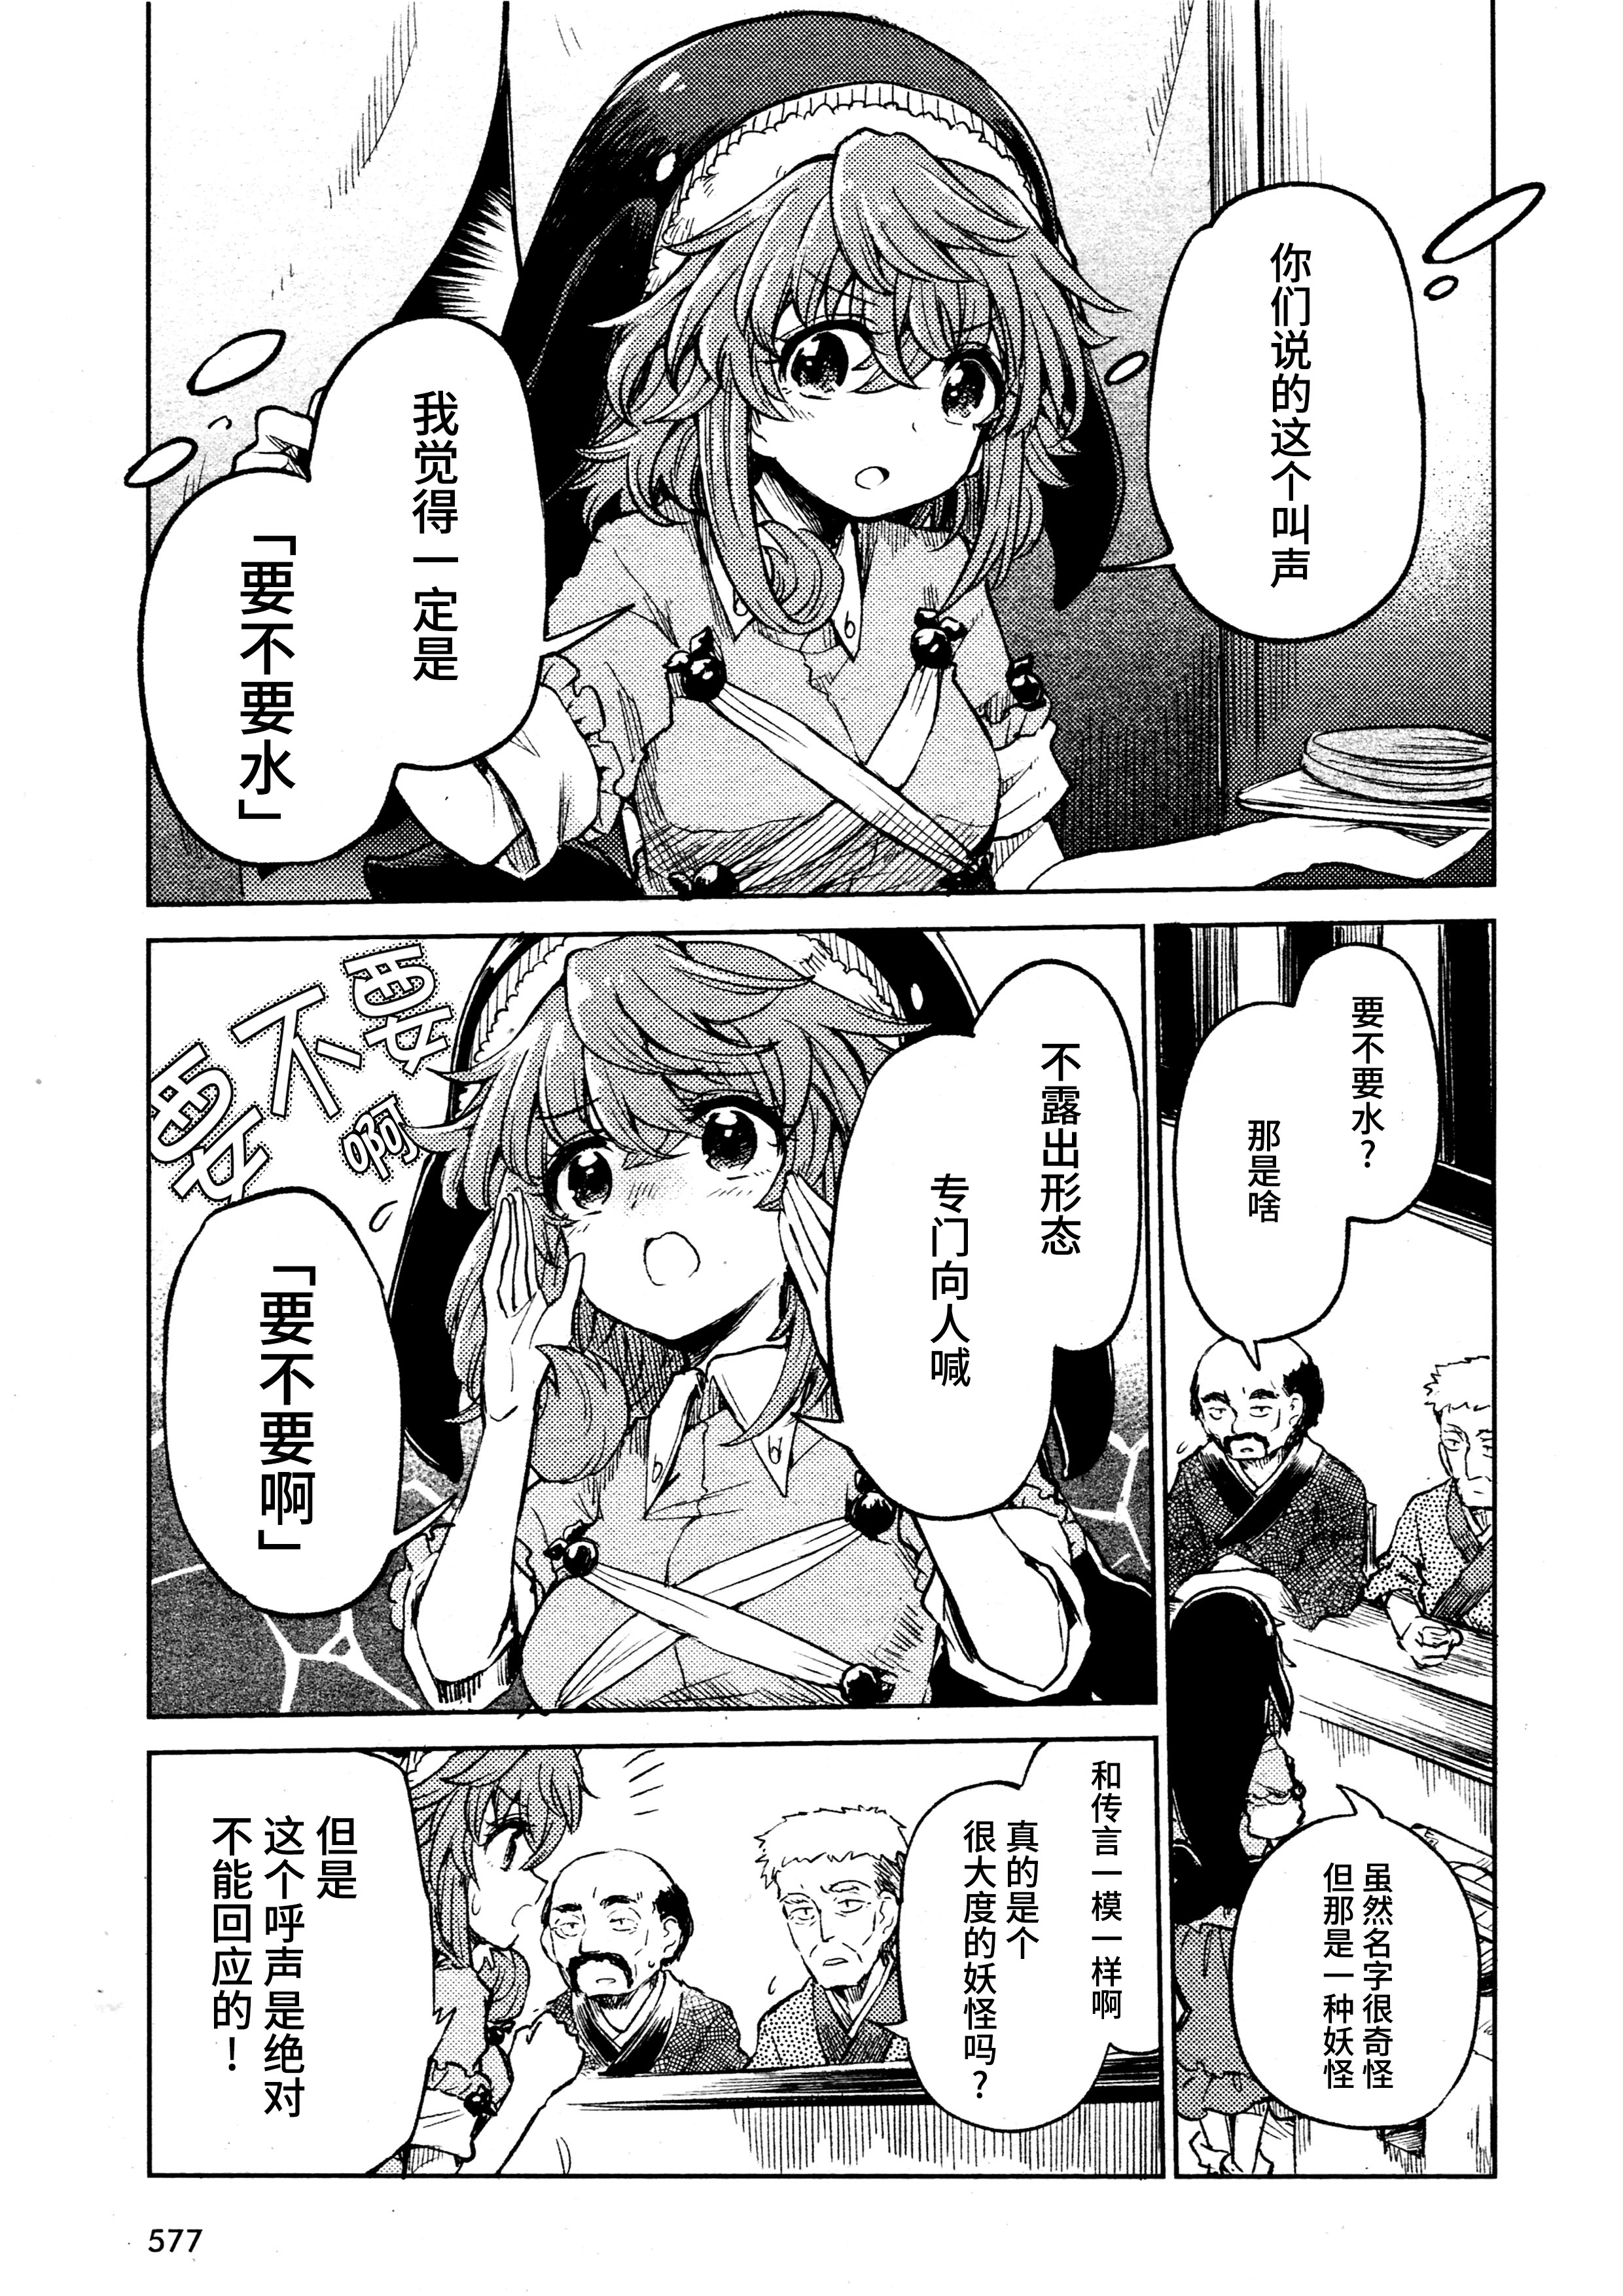 你们说的这个叫声
我觉得一定是
「要不要水」
要不要水?
那是啥
虽然名字很奇怪
但那是一种妖怪
不露出形态
专门向人喊
要不要
啊
「要不要啊」
和传言一模一样啊
真的是个
很大度的妖怪吗?
但是
这个呼声是绝对
不能回应的!
577